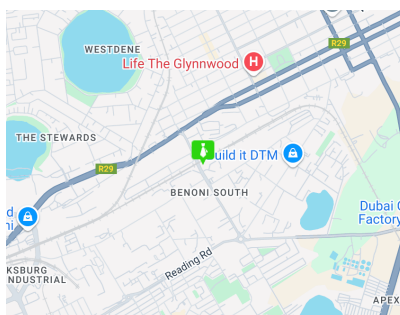 WESTDENE
R29
Life The Glynnwood
H
THE STEWARDS
uild it DTM
R29
BENONI SOUTH
Dubai
Factory
Reading Rd
KSBURG
INDUSTRIAL
APEX